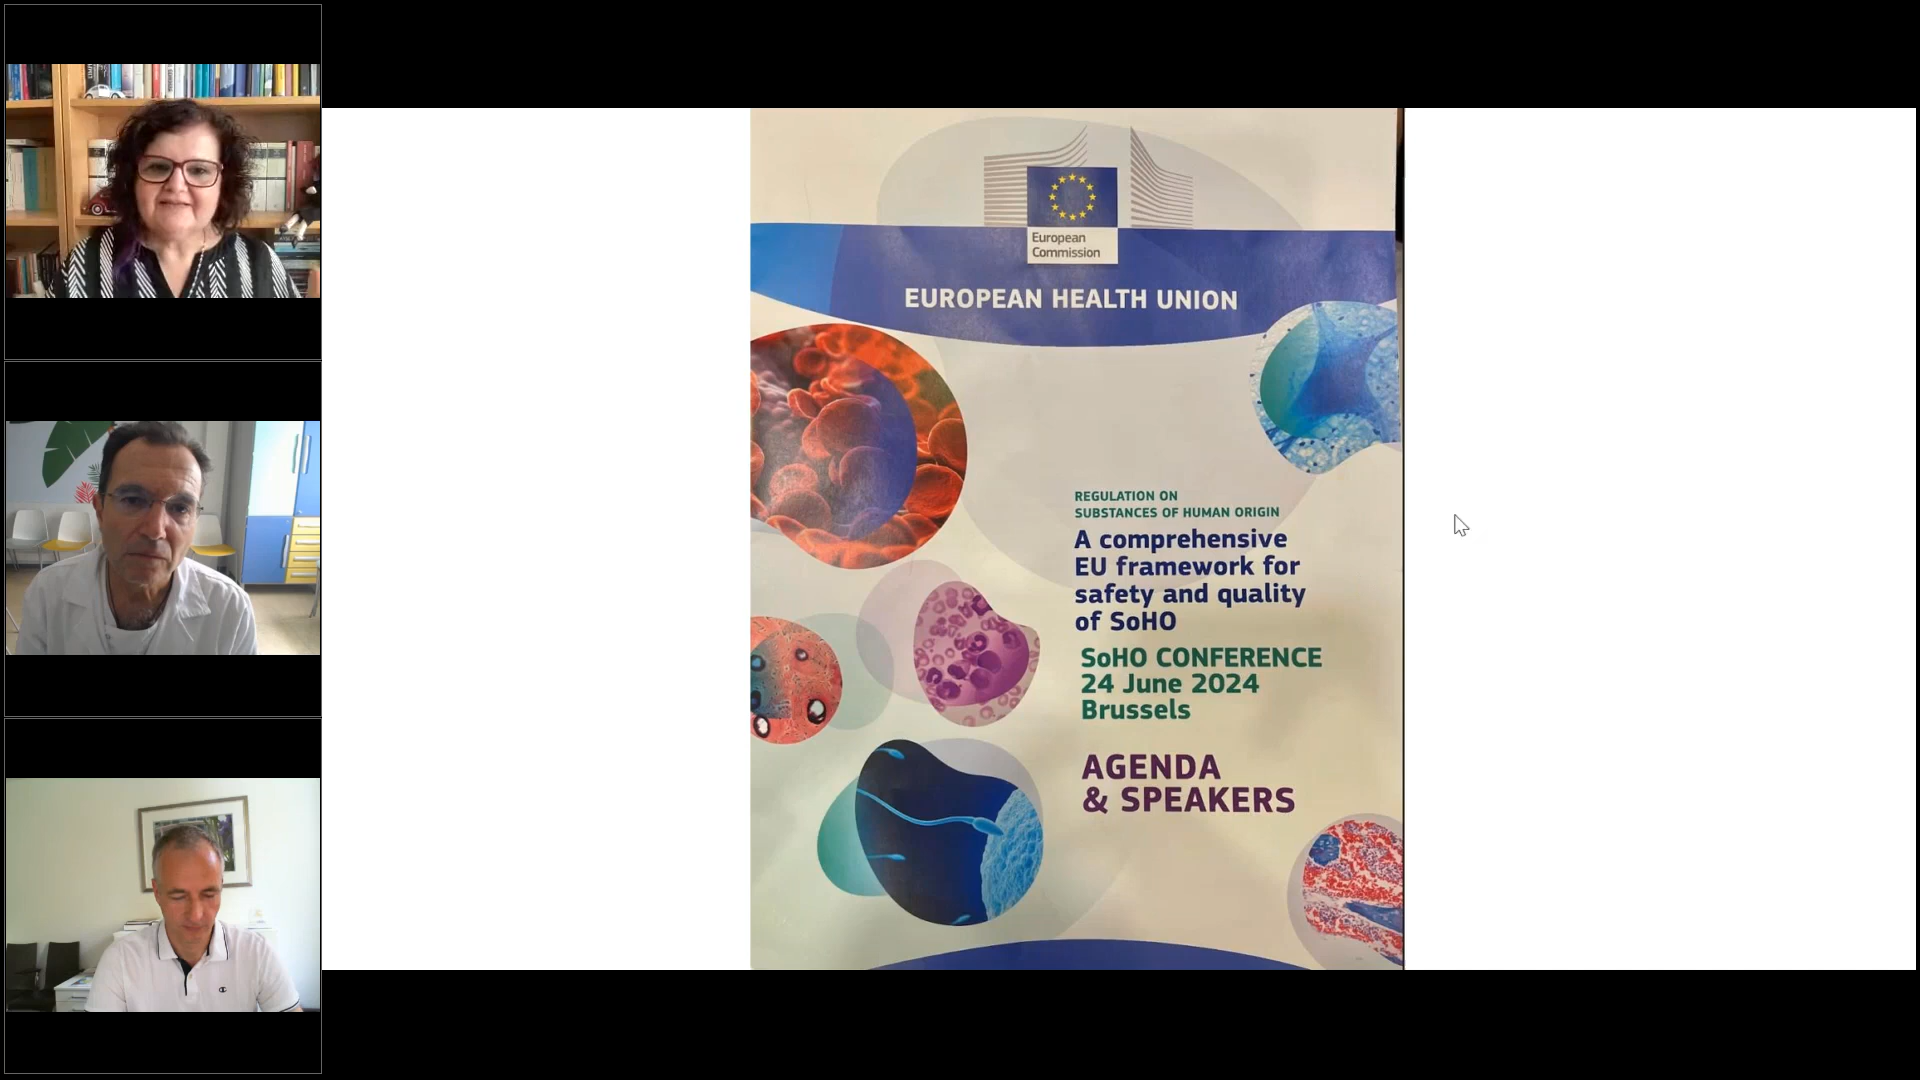 European
Commission
EUROPEAN HEALTH UNION
REGULATION ON
SUBSTANCES OF HUMAN ORIGIN
A comprehensive
EU framework for
safety and quality
of SoHO
SoHO CONFERENCE
24 June 2024
Brussels
AGENDA
& SPEAKERS